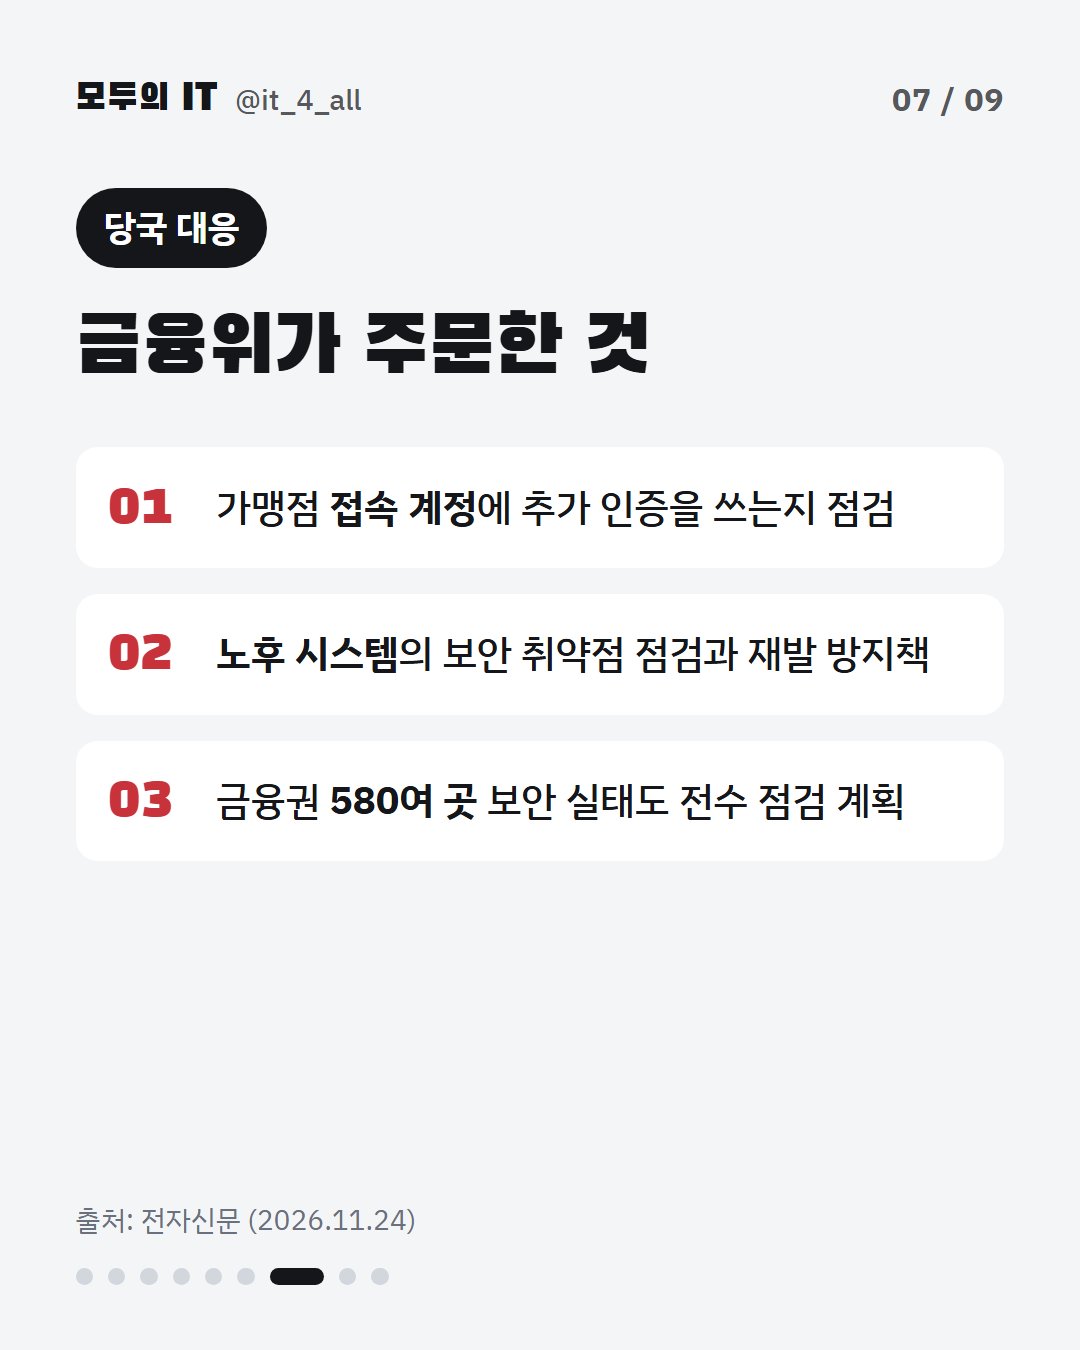 모두의 IT @it_4_all
07 / 09
당국 대응
금융위가 주문한 것
01 가맹점 접속 계정에 추가 인증을 쓰는지 점검
02 노후 시스템의 보안 취약점 점검과 재발 방지책
03 금융권 580여 곳 보안 실태도 전수 점검 계획
출처: 전자신문 (2026.11.24)